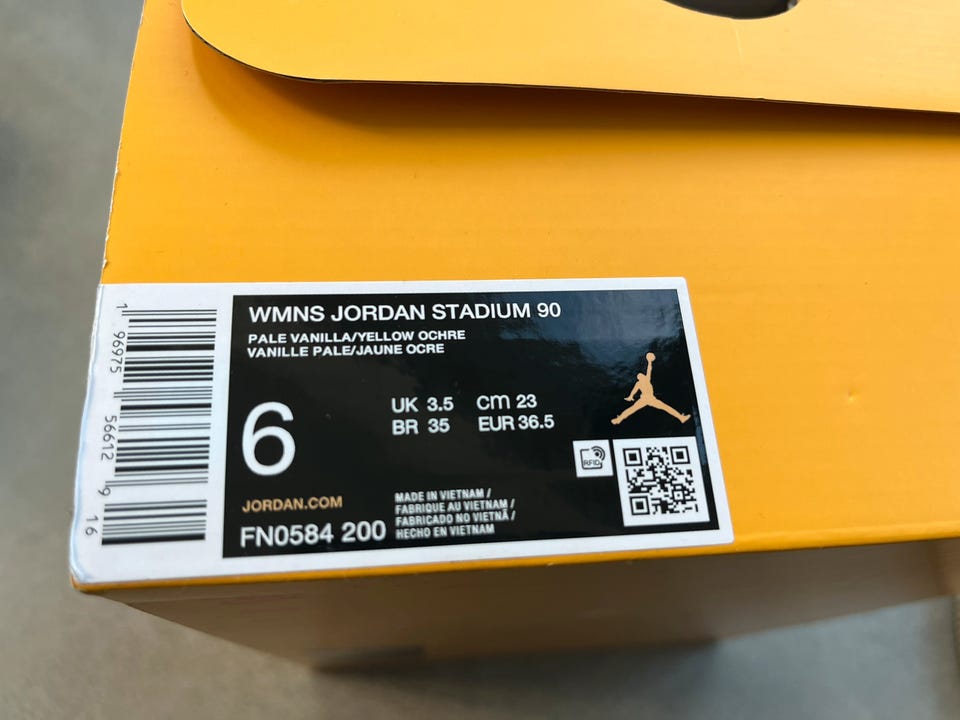 WMNS JORDAN STADIUM 90
PALE VANILLA/YELLOW OCHRE
VANILLE PALE/JAUNE OCRE
6
UK 3.5 cm 23
BR 35 EUR 36.5
RFID
JORDAN.COM
FN0584 200
MADE IN VIETNAM /
FABRIQUE AU VIETNAM /
FABRICADO NO VIETNÃ /
HECHO EN VIETNAM
1 96975 56612 9 16